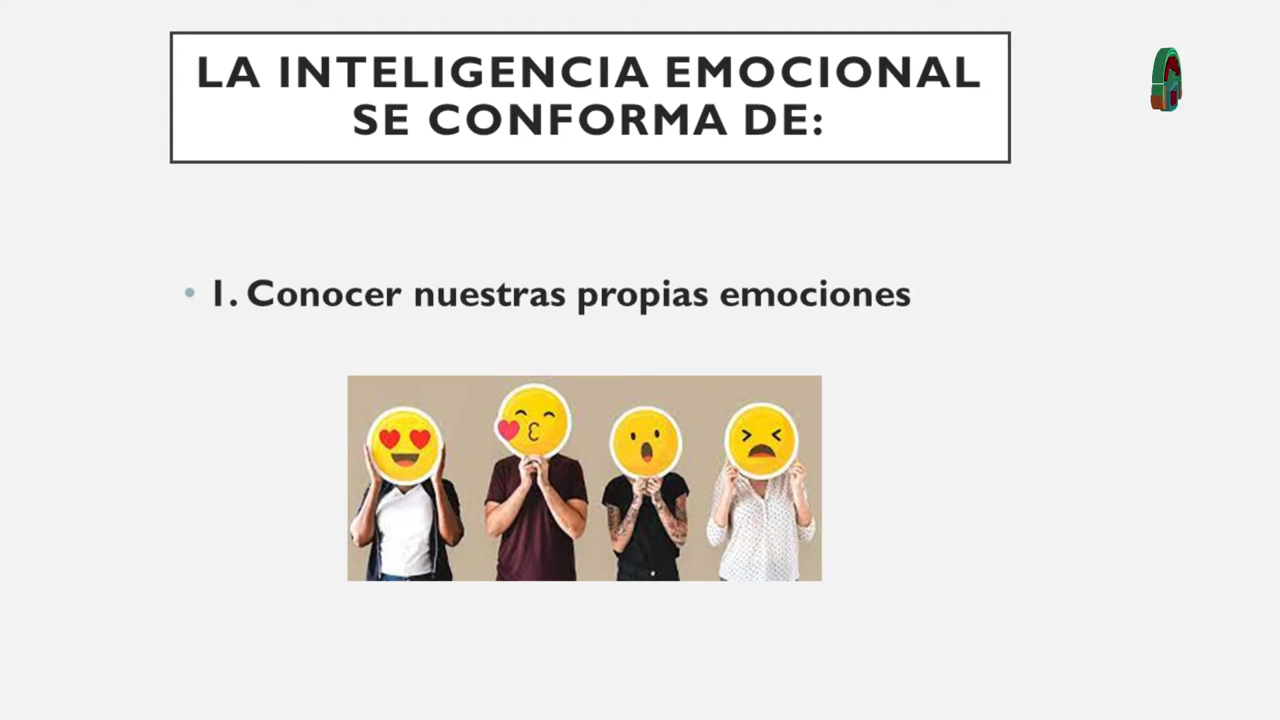 LA INTELIGENCIA EMOCIONAL
SE CONFORMA DE:
• 1. Conocer nuestras propias emociones